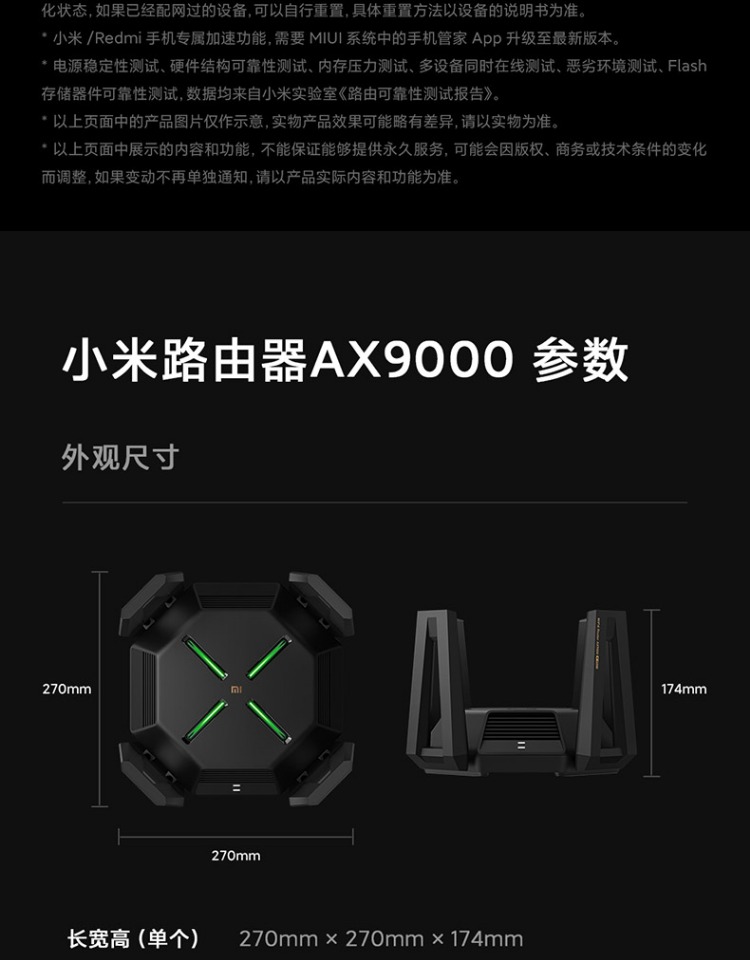 化状态,如果已经配网过的设备,可以自行重置,具体重置方法以设备的说明书为准。
* 小米 /Redmi 手机专属加速功能,需要 MIUI 系统中的手机管家 App 升级至最新版本。
* 电源稳定性测试、硬件结构可靠性测试、内存压力测试、多设备同时在线测试、恶劣环境测试、Flash
存储器件可靠性测试,数据均来自小米实验室《路由可靠性测试报告》。
* 以上页面中的产品图片仅作示意,实物产品效果可能略有差异,请以实物为准。
* 以上页面中展示的内容和功能,不能保证能够提供永久服务,可能会因版权、商务或技术条件的变化
而调整,如果变动不再单独通知,请以产品实际内容和功能为准。
小米路由器AX9000 参数
外观尺寸
270mm
mi
174mm
270mm
长宽高 (单个) 270mm × 270mm × 174mm